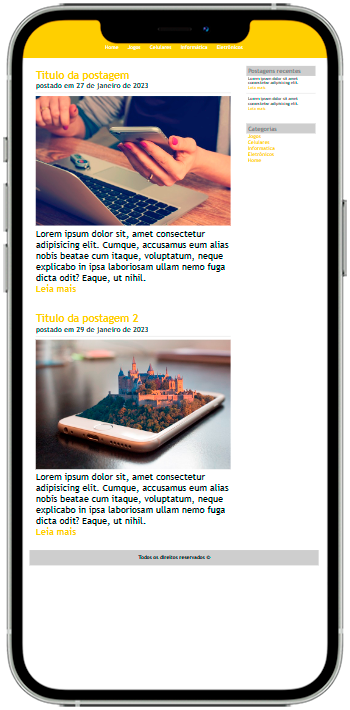 Home Jogos Celulares Informática Eletrônicos
Título da postagem
postado em 27 de janeiro de 2023
Lorem ipsum dolor sit, amet consectetur
adipisicing elit. Cumque, accusamus eum alias
nobis beatae cum itaque, voluptatum, neque
explicabo in ipsa laboriosam ullam nemo fuga
dicta odit? Eaque, ut nihil.
Leia mais
Título da postagem 2
postado em 29 de janeiro de 2023
Lorem ipsum dolor sit, amet consectetur
adipisicing elit. Cumque, accusamus eum alias
nobis beatae cum itaque, voluptatum, neque
explicabo in ipsa laboriosam ullam nemo fuga
dicta odit? Eaque, ut nihil.
Leia mais
Postagens recentes
Lorem ipsum dolor sit amet
consectetur adipisicing elit.
Leia mais
Lorem ipsum dolor sit amet
consectetur adipisicing elit.
Leia mais
Categorias
Jogos
Celulares
Informática
Eletrônicos
Dicas
Todos os direitos reservados ©